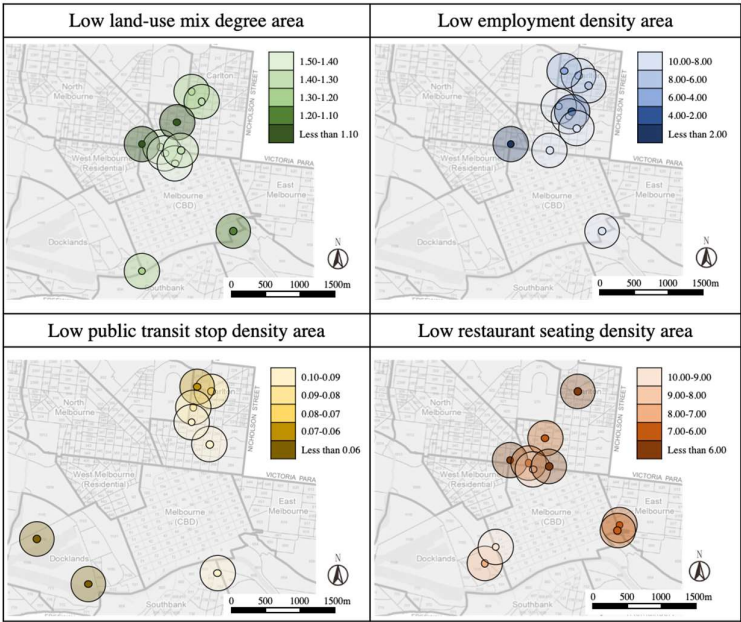 Low land-use mix degree area
Low employment density area
North
Melbourne
Carlton
NICHOLSON STREET
West Melbourne
(Residential)
VICTORIA PARA
East
Melbourne
Melbourne
(CBD)
Docklands
Southbank
1.50-1.40
1.40-1.30
1.30-1.20
1.20-1.10
Less than 1.10
N
0 500 1000 1500m
North
Melbourne
NICHOLSON STREET
West Melbourne
(Residential)
VICTORIA PARA
East
Melbourne
Melbourne
(CBD)
Docklands
Southbank
10.00-8.00
8.00-6.00
6.00-4.00
4.00-2.00
Less than 2.00
N
0 500 1000 1500m
Low public transit stop density area
Low restaurant seating density area
North
Melbourne
NICHOLSON STREET
West Melbourne
(Residential)
VICTORIA PARA
East
Melbourne
Melbourne
(CBD)
Docklands
Southbank
0.10-0.09
0.09-0.08
0.08-0.07
0.07-0.06
Less than 0.06
N
0 500 1000 1500m
North
Melbourne
NICHOLSON STREET
West Melbourne
(Residential)
VICTORIA PARA
East
Melbourne
Melbourne
(CBD)
Docklands
Southbank
10.00-9.00
9.00-8.00
8.00-7.00
7.00-6.00
Less than 6.00
N
0 500 1000 1500m